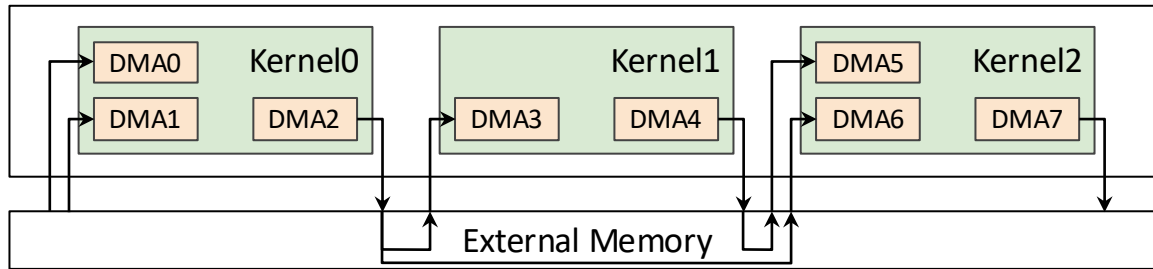 DMA0
Kernel0
DMA1
DMA2
Kernel1
DMA3
DMA4
DMA5
Kernel2
DMA6
DMA7
External Memory